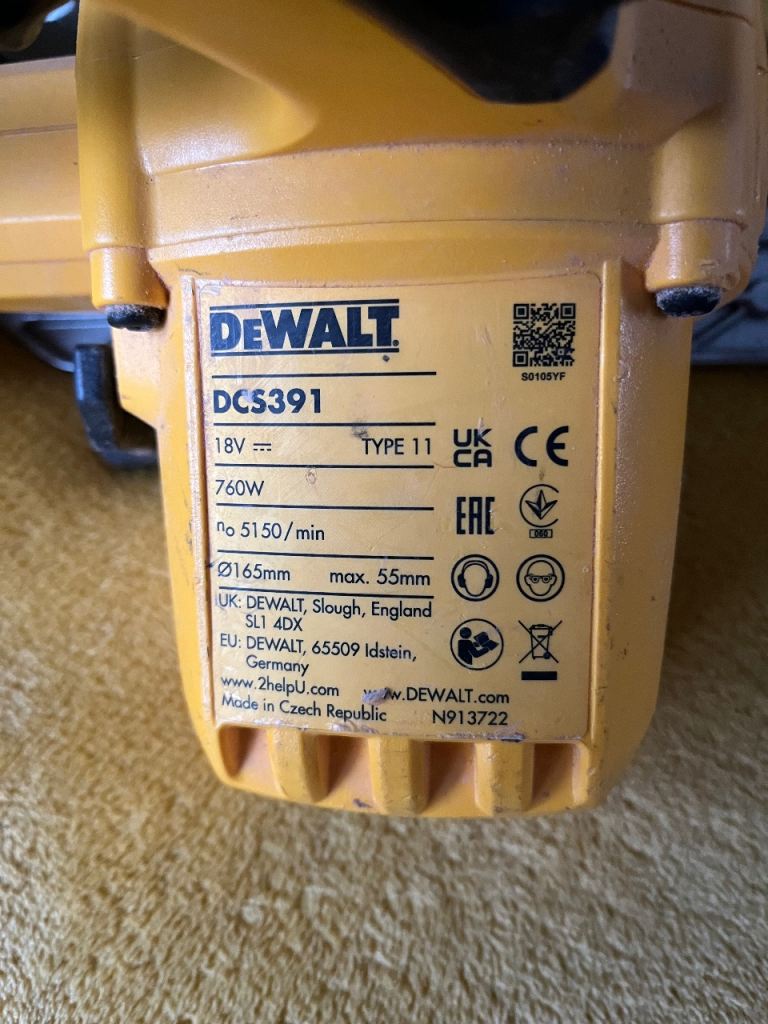 DEWALT
S0105YF
DCS391
18V ⎓ TYPE 11
UK CA CE
760W
EAC
060
n₀ 5150/min
Ø165mm max. 55mm
UK: DEWALT, Slough, England
SL1 4DX
EU: DEWALT, 65509 Idstein,
Germany
www.2helpU.com www.DEWALT.com
Made in Czech Republic N913722